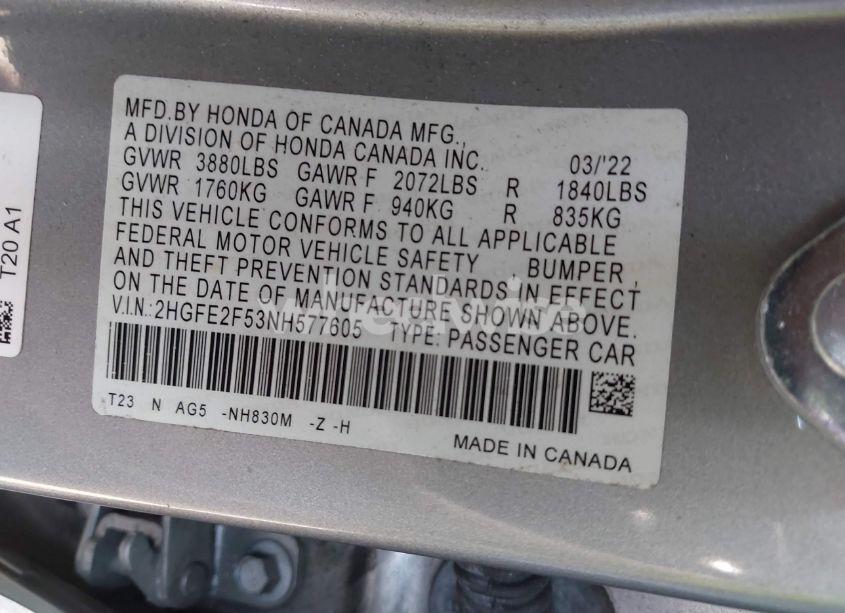 MFD.BY HONDA OF CANADA MFG.,
A DIVISION OF HONDA CANADA INC. 03/'22
GVWR 3880LBS GAWR F 2072LBS R 1840LBS
GVWR 1760KG GAWR F 940KG R 835KG
THIS VEHICLE CONFORMS TO ALL APPLICABLE
FEDERAL MOTOR VEHICLE SAFETY, BUMPER,
AND THEFT PREVENTION STANDARDS IN EFFECT
ON THE DATE OF MANUFACTURE SHOWN ABOVE.
V.I.N.:2HGFE2F53NH577605 TYPE: PASSENGER CAR
T23 N AG5 -NH830M -Z -H
MADE IN CANADA
T20 A1